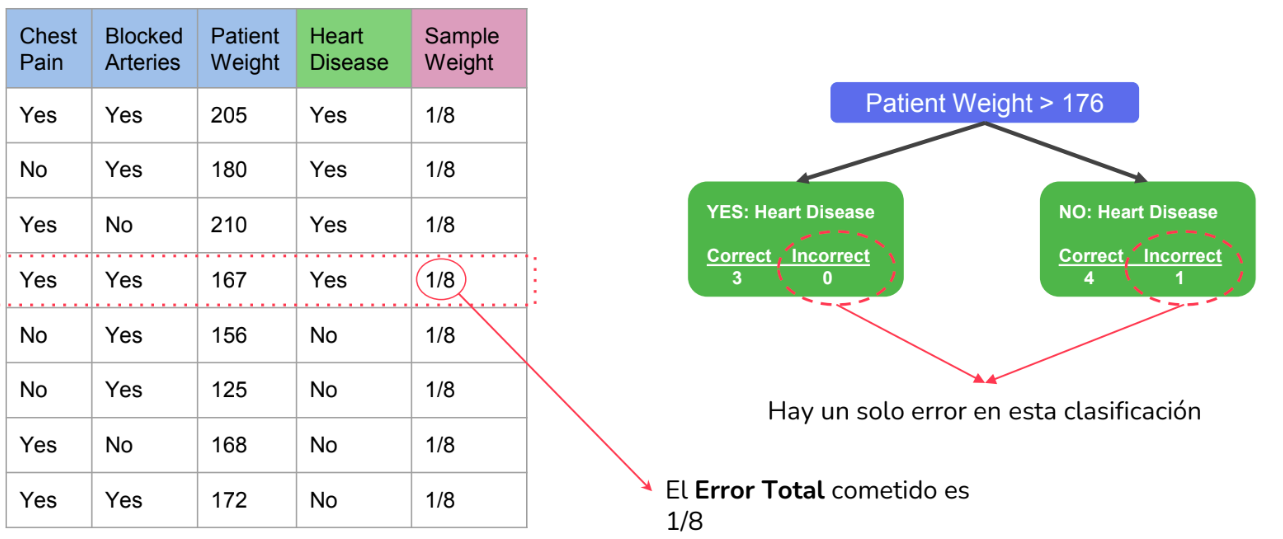 Chest Pain Blocked Arteries Patient Weight Heart Disease Sample Weight
Yes Yes 205 Yes 1/8
No Yes 180 Yes 1/8
Yes No 210 Yes 1/8
Yes Yes 167 Yes 1/8
No Yes 156 No 1/8
No Yes 125 No 1/8
Yes No 168 No 1/8
Yes Yes 172 No 1/8
Patient Weight > 176
YES: Heart Disease
Correct Incorrect
3 0
NO: Heart Disease
Correct Incorrect
4 1
Hay un solo error en esta clasificación
El Error Total cometido es
1/8